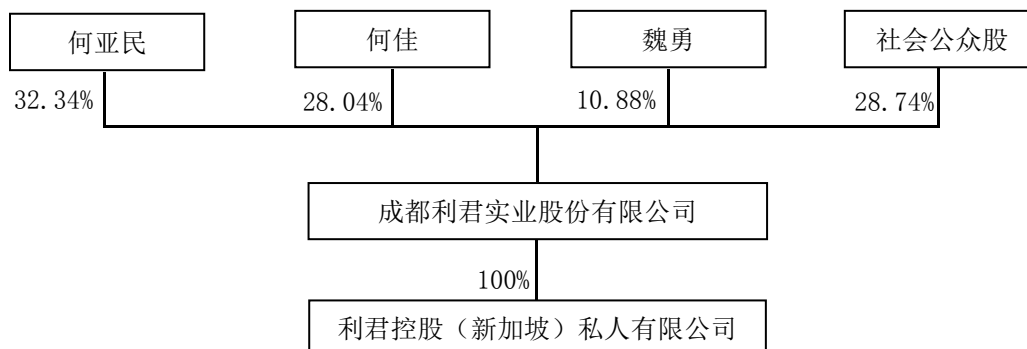 何亚民 何佳 魏勇 社会公众股
32.34% 28.04% 10.88% 28.74%
成都利君实业股份有限公司
100%
利君控股（新加坡）私人有限公司